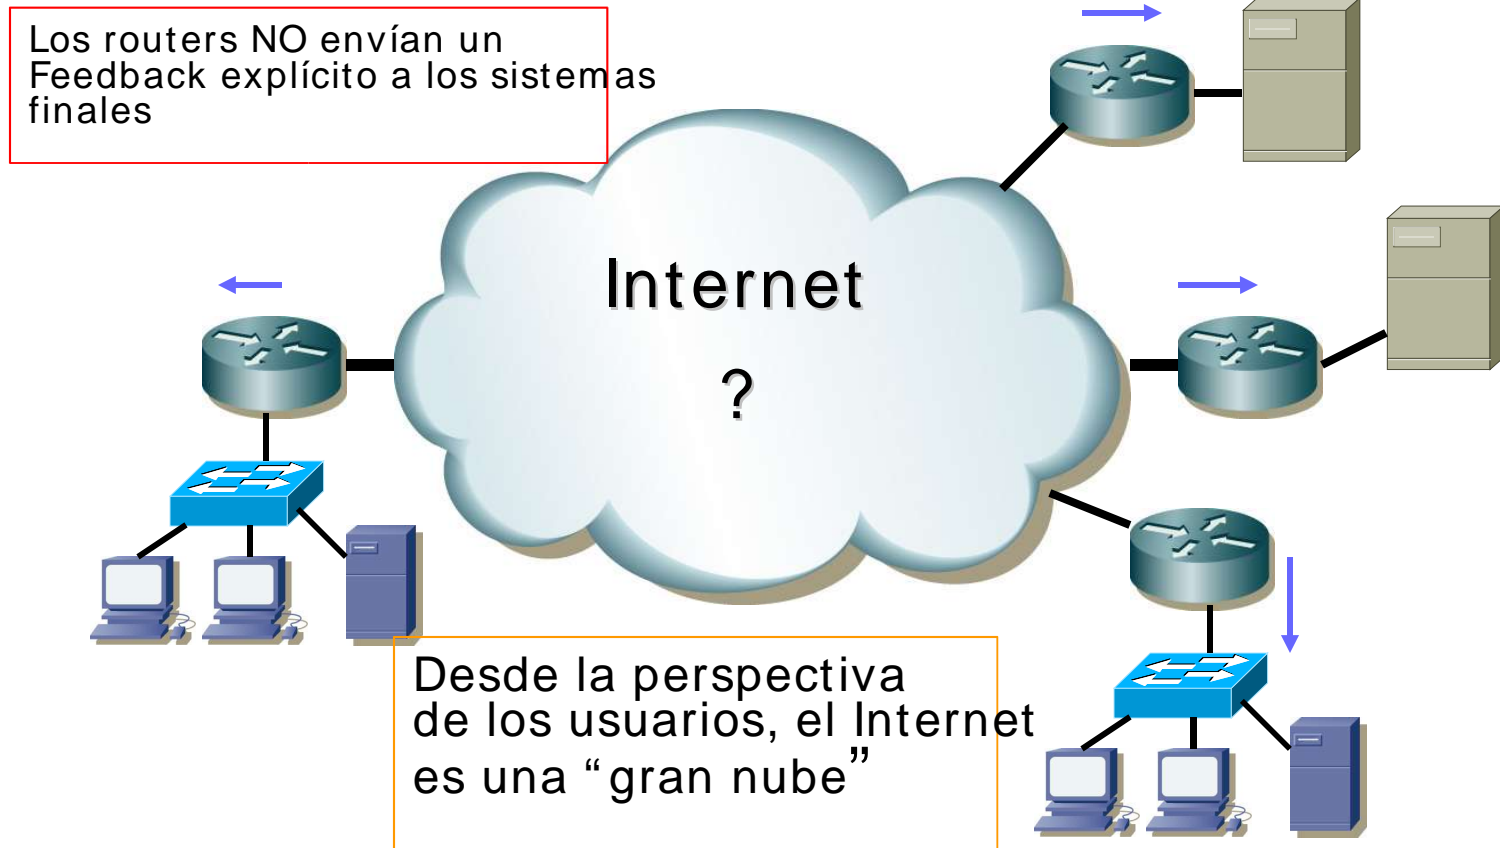 Los routers NO envían un
Feedback explícito a los sistemas
finales
Internet
?
Desde la perspectiva
de los usuarios, el Internet
es una “gran nube”